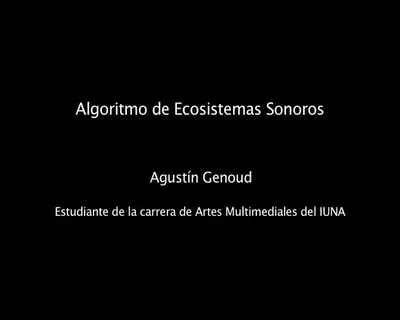 Algoritmo de Ecosistemas Sonoros
Agustín Genoud
Estudiante de la carrera de Artes Multimediales del IUNA